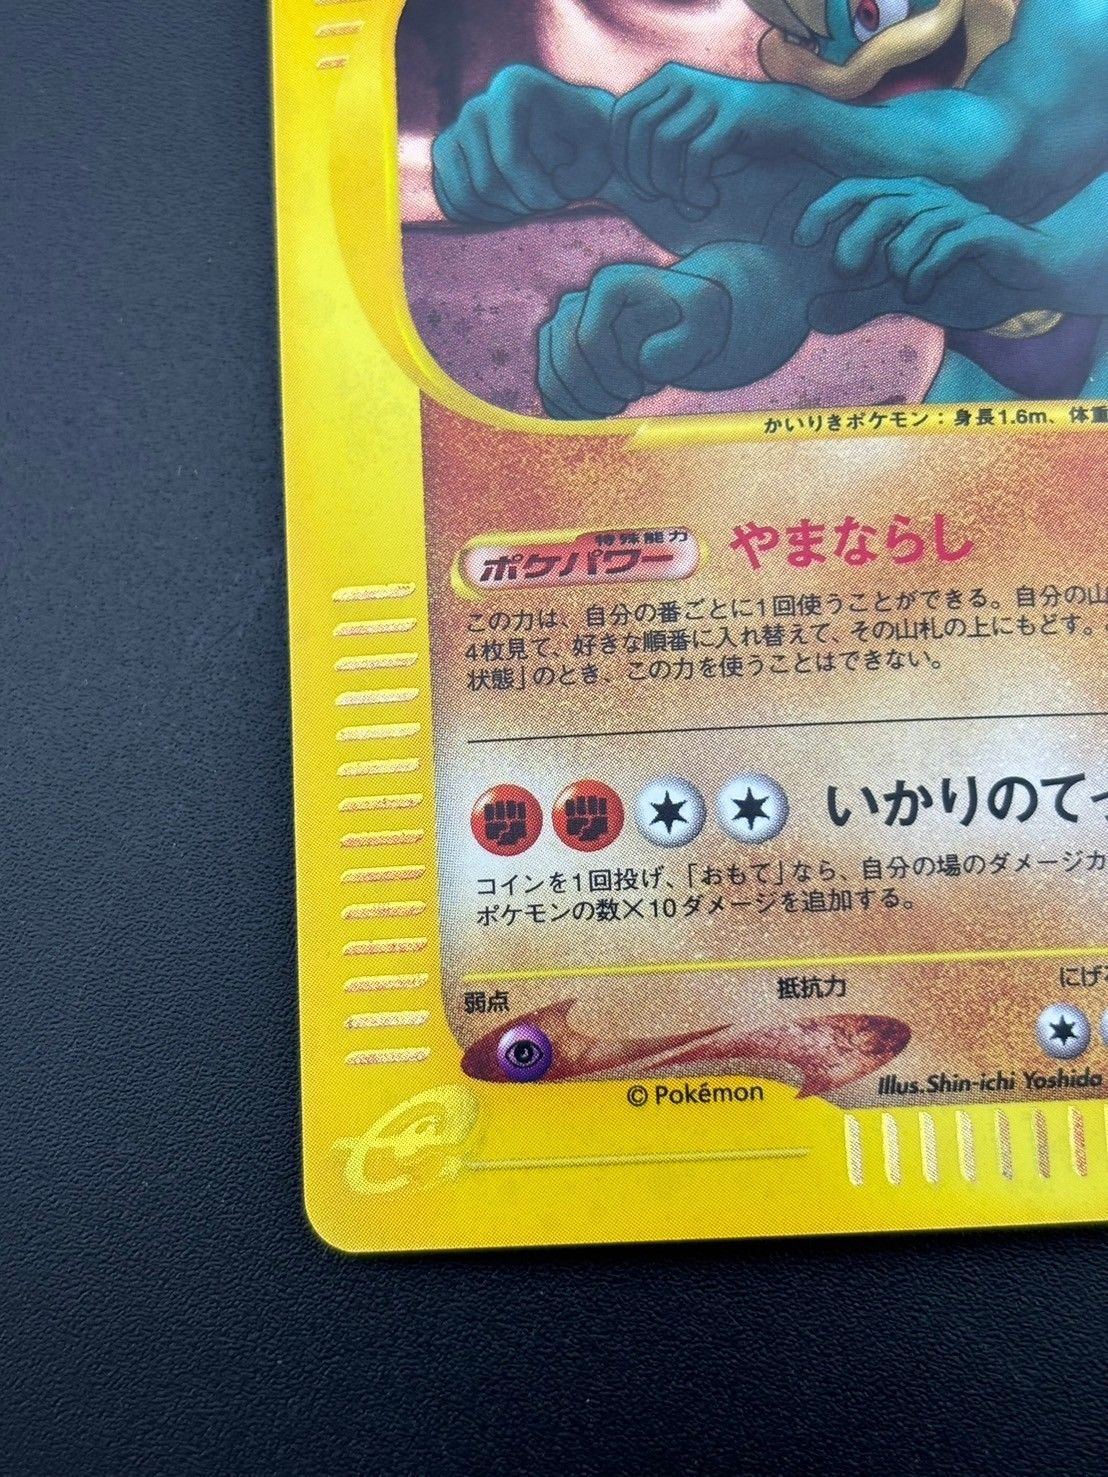 かいりきポケモン：身長1.6m、体重
特殊能力
ポケパワー
やまならし
この力は、自分の番ごとに1回使うことができる。自分の山
4枚見て、好きな順番に入れ替えて、その山札の上にもどす。
状態」のとき、この力を使うことはできない。
いかりのてっ
コインを1回投げ、「おもて」なら、自分の場のダメージカ
ポケモンの数×10ダメージを追加する。
弱点 抵抗力 にげる
© Pokémon Illus. Shin-ichi Yoshida